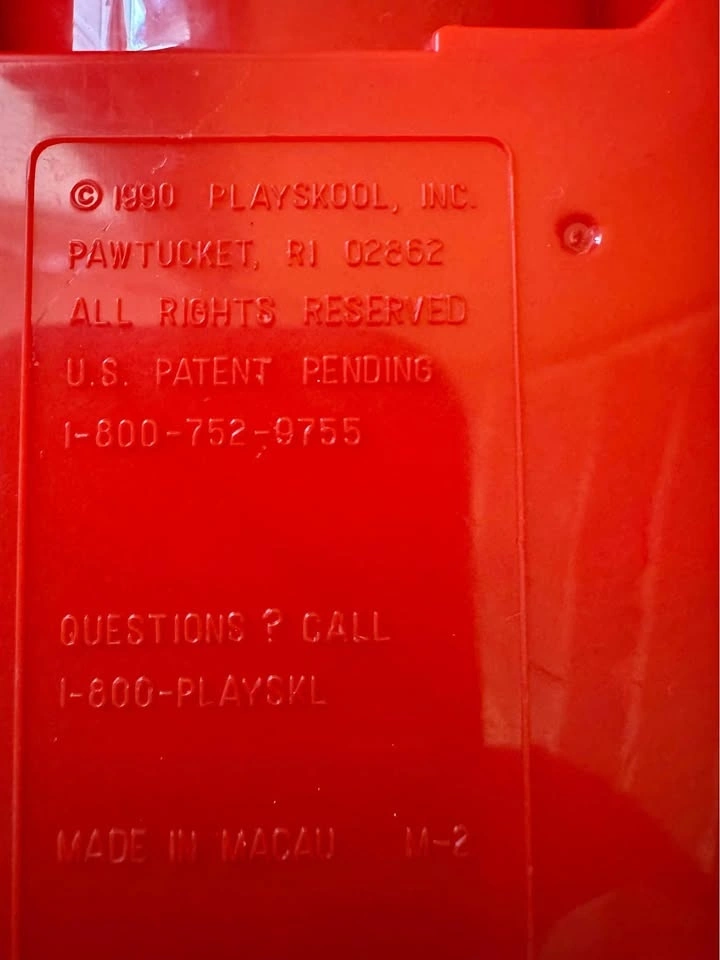 © 1990 PLAYSKOOL, INC.
PAWTUCKET, RI 02862
ALL RIGHTS RESERVED
U.S. PATENT PENDING
1-800-752-9755
QUESTIONS ? CALL
1-800-PLAYSKL
MADE IN MACAU M-2